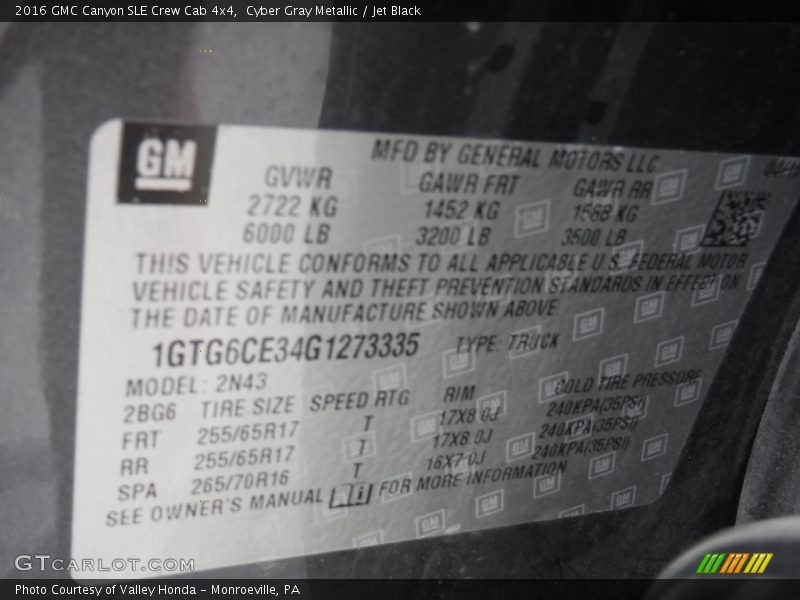 2016 GMC Canyon SLE Crew Cab 4x4,  Cyber Gray Metallic / Jet Black
GM
MFD BY GENERAL MOTORS LLC
GVWR GAWR FRT GAWR RR
2722 KG 1452 KG 1588 KG
6000 LB 3200 LB 3500 LB
THIS VEHICLE CONFORMS TO ALL APPLICABLE U.S. FEDERAL MOTOR
VEHICLE SAFETY AND THEFT PREVENTION STANDARDS IN EFFECT ON
THE DATE OF MANUFACTURE SHOWN ABOVE.
1GTG6CE34G1273335 TYPE: TRUCK
MODEL: 2N43
2BG6 TIRE SIZE SPEED RTG RIM COLD TIRE PRESSURE
FRT 255/65R17 T 17X8.0J 240KPA(35PSI)
RR 255/65R17 T 17X8.0J 240KPA(35PSI)
SPA 265/70R16 T 16X7.0J 240KPA(35PSI)
SEE OWNER'S MANUAL FOR MORE INFORMATION
GTCARLOT.COM
Photo Courtesy of Valley Honda - Monroeville, PA